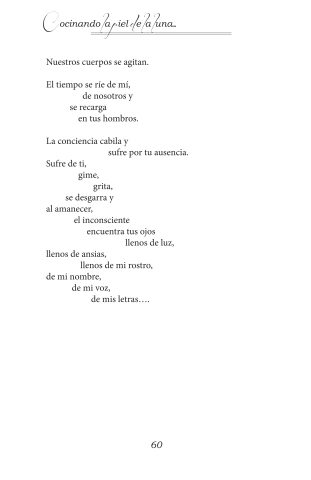 Cocinando la piel de la luna...
Nuestros cuerpos se agitan.
El tiempo se ríe de mí,
de nosotros y
se recarga
en tus hombros.
La conciencia cabila y
sufre por tu ausencia.
Sufre de ti,
gime,
grita,
se desgarra y
al amanecer,
el inconsciente
encuentra tus ojos
llenos de luz,
llenos de ansias,
llenos de mi rostro,
de mi nombre,
de mi voz,
de mis letras….
60